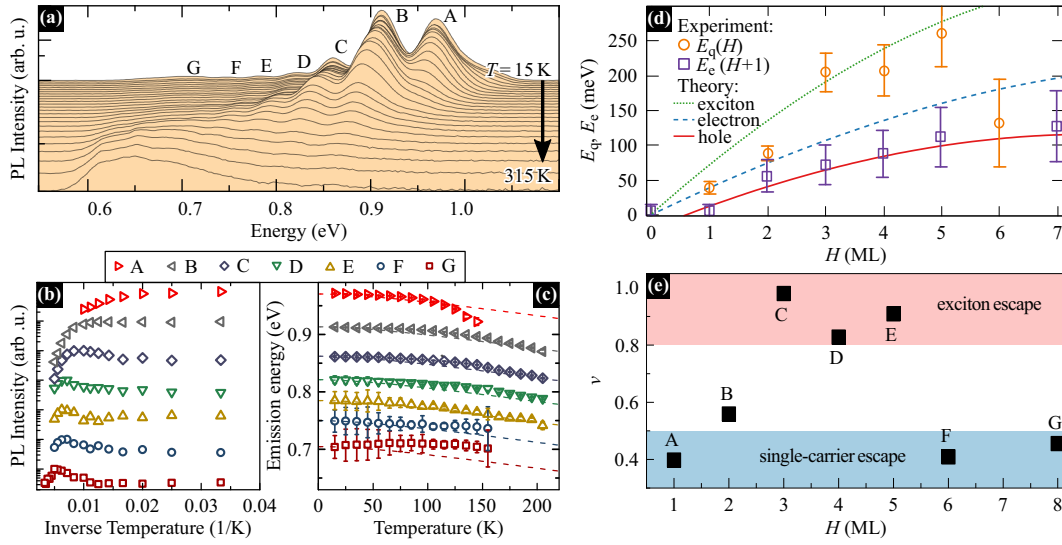 (a)
PL Intensity (arb. u.)
G F E D C B A
T=15 K
315 K
0.6 0.7 0.8 0.9 1.0
Energy (eV)
A B C D E F G
(b)
PL Intensity (arb u.)
0.01 0.02 0.03 0.04
Inverse Temperature (1/K)
(c)
Emission energy (eV)
0.9
0.8
0.7
0 50 100 150 200
Temperature (K)
(d)
Eq, Ee (meV)
250
200
150
100
50
0
Experiment:
Eq(H)
Ee (H+1)
Theory:
exciton
electron
hole
0 1 2 3 4 5 6 7
H (ML)
(e)
ν
1.0
0.8
0.6
0.4
exciton escape
single-carrier escape
A
B
C
D
E
F
G
1 2 3 4 5 6 7 8
H (ML)